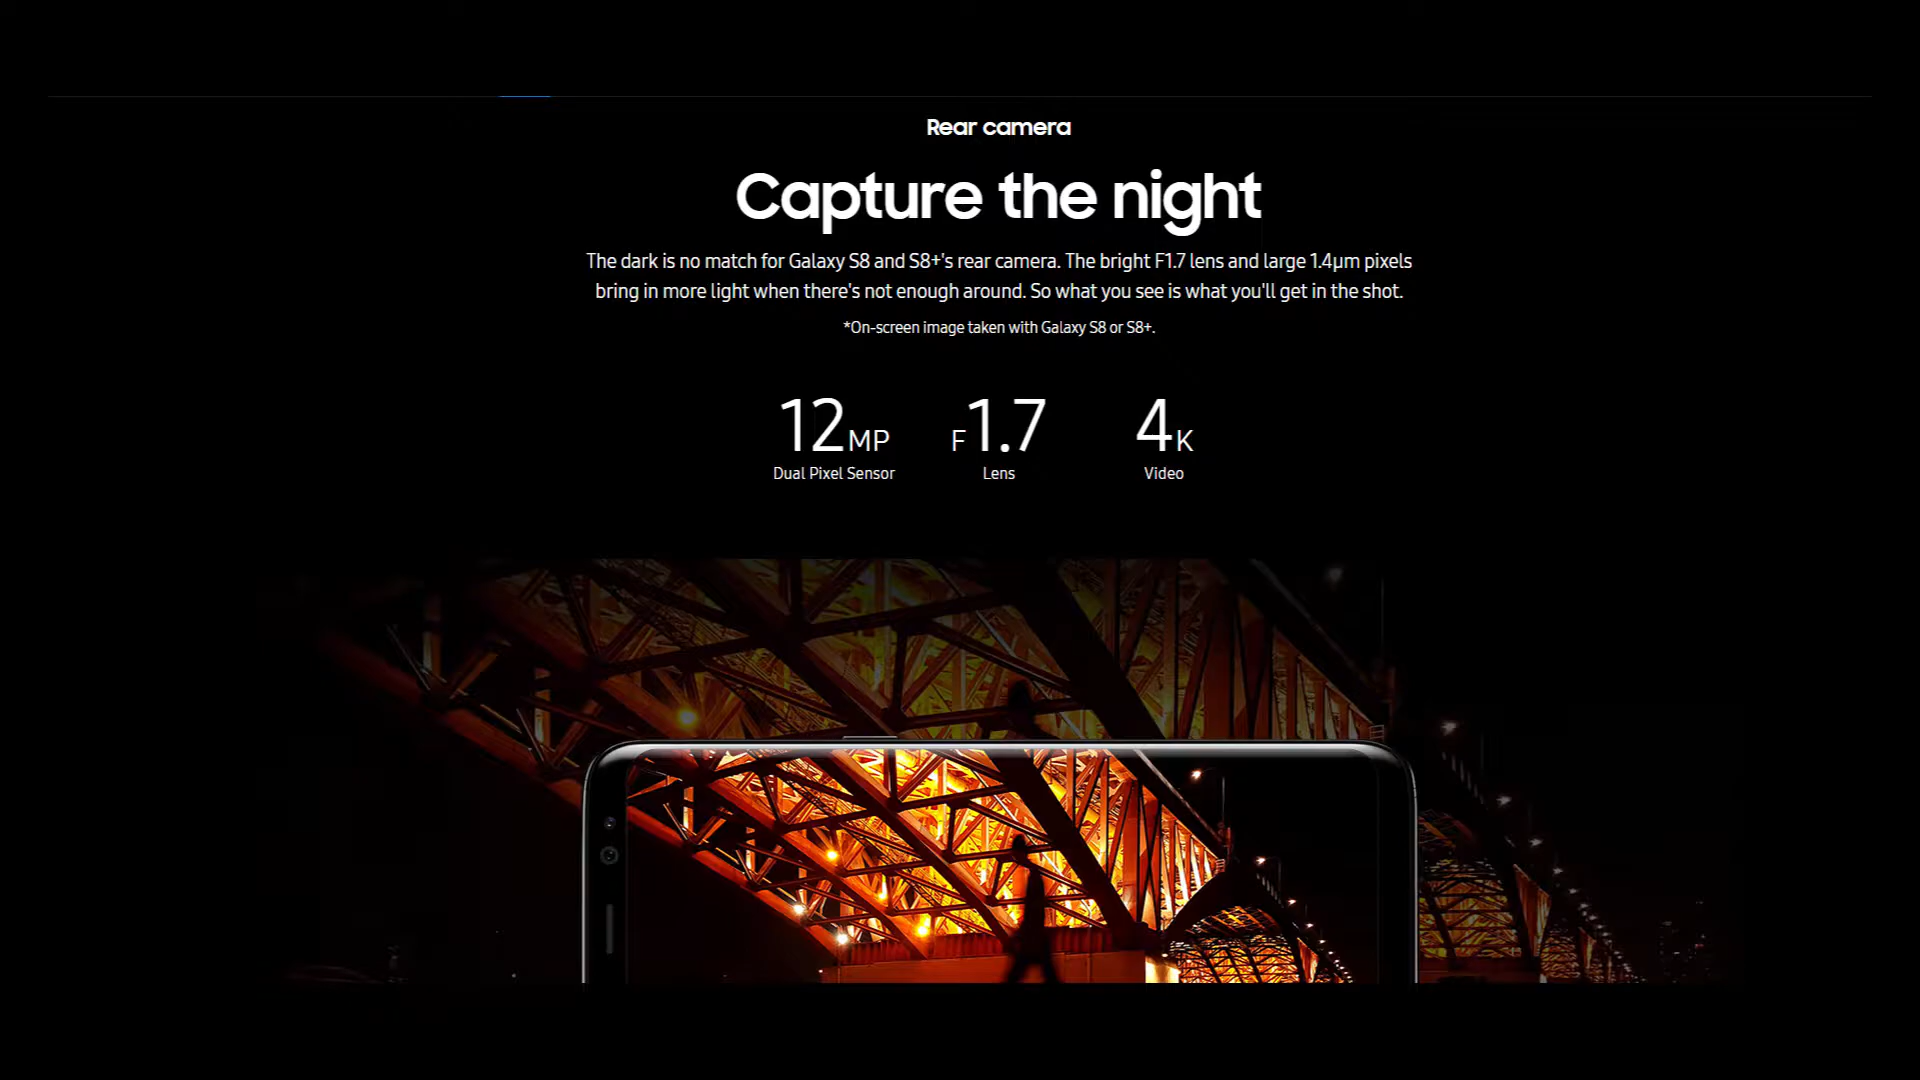 Rear camera
Capture the night
The dark is no match for Galaxy S8 and S8+'s rear camera. The bright F1.7 lens and large 1.4μm pixels
bring in more light when there's not enough around. So what you see is what you'll get in the shot.
*On-screen image taken with Galaxy S8 or S8+.
12MP F1.7 4K
Dual Pixel Sensor Lens Video